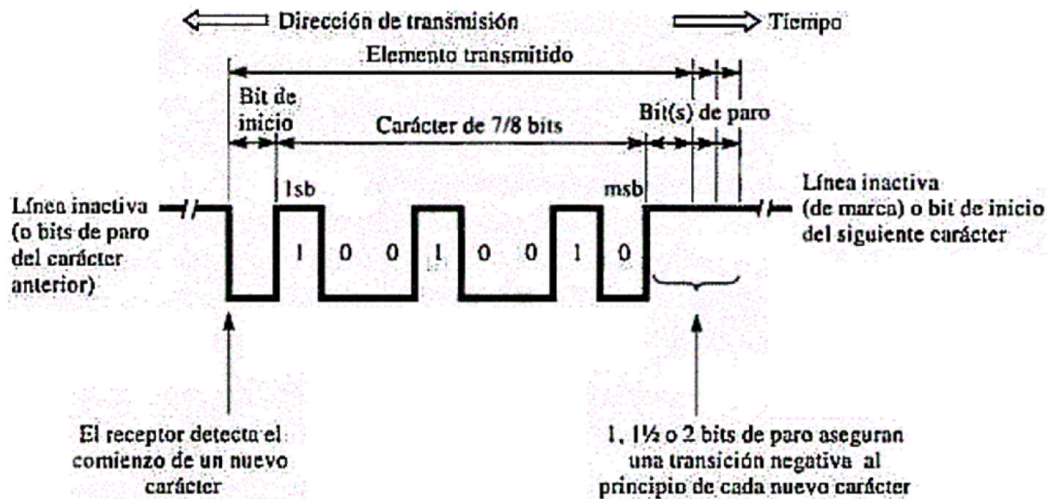 Dirección de transmisión
Tiempo
Elemento transmitido
Bit de
inicio
Carácter de 7/8 bits
Bit(s) de paro
1sb
msb
Línea inactiva
(o bits de paro
del carácter
anterior)
1 0 0 1 0 0 1 0
Línea inactiva
(de marca) o bit de inicio
del siguiente carácter
El receptor detecta el
comienzo de un nuevo
carácter
1, 1½ o 2 bits de paro aseguran
una transición negativa al
principio de cada nuevo carácter